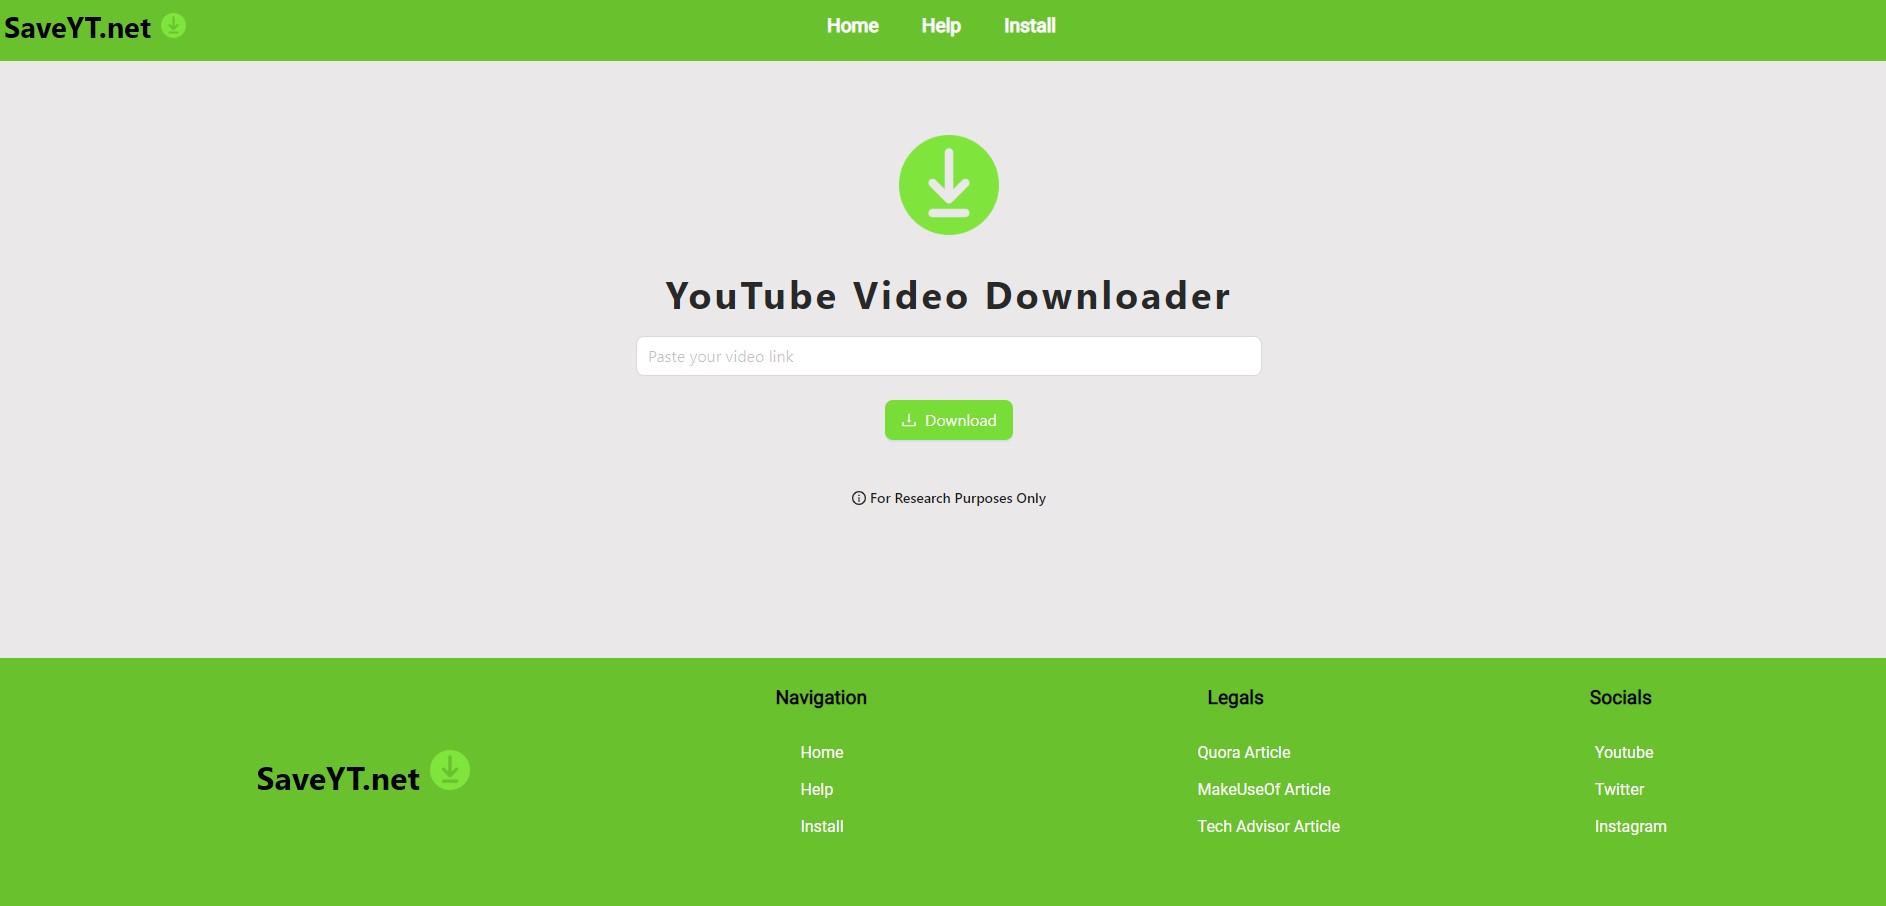 SaveYT.net
Home Help Install
YouTube Video Downloader
Paste your video link
Download
For Research Purposes Only
SaveYT.net
Navigation
Home
Help
Install
Legals
Quora Article
MakeUseOf Article
Tech Advisor Article
Socials
Youtube
Twitter
Instagram